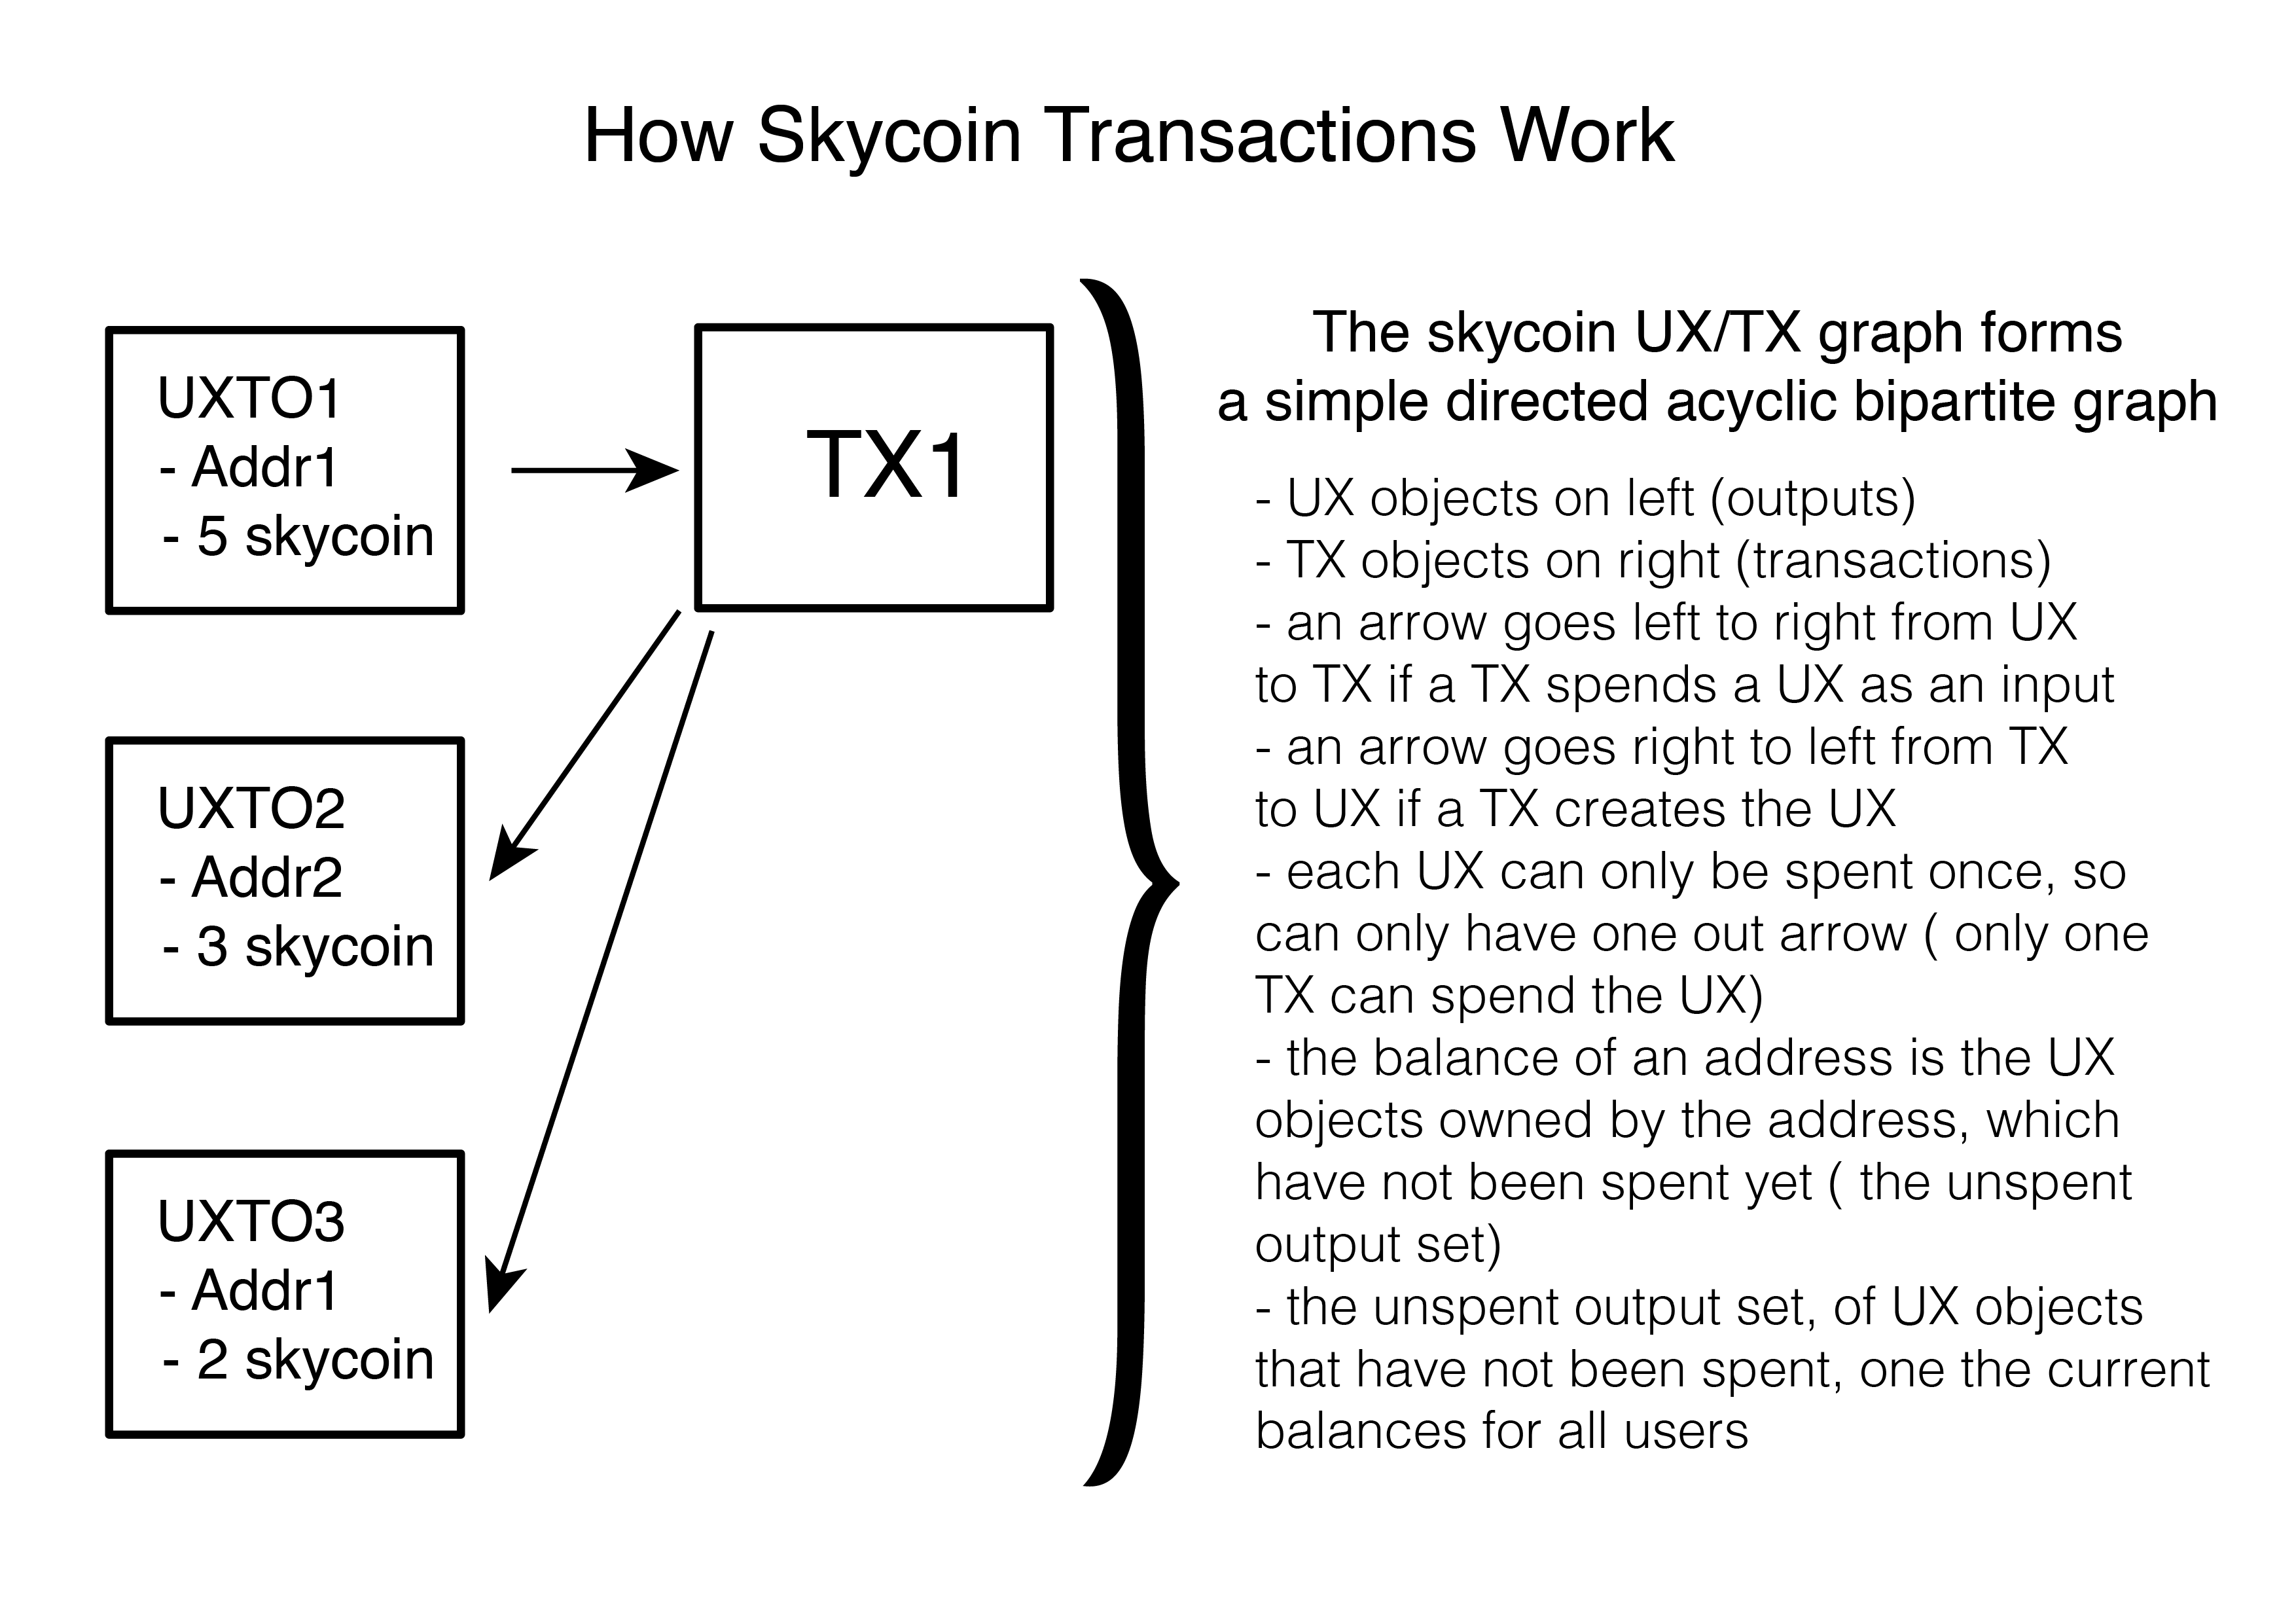 How Skycoin Transactions Work
UXTO1
- Addr1
- 5 skycoin
TX1
UXTO2
- Addr2
- 3 skycoin
UXTO3
- Addr1
- 2 skycoin
The skycoin UX/TX graph forms
a simple directed acyclic bipartite graph
- UX objects on left (outputs)
- TX objects on right (transactions)
- an arrow goes left to right from UX
to TX if a TX spends a UX as an input
- an arrow goes right to left from TX
to UX if a TX creates the UX
- each UX can only be spent once, so
can only have one out arrow ( only one
TX can spend the UX)
- the balance of an address is the UX
objects owned by the address, which
have not been spent yet ( the unspent
output set)
- the unspent output set, of UX objects
that have not been spent, one the current
balances for all users